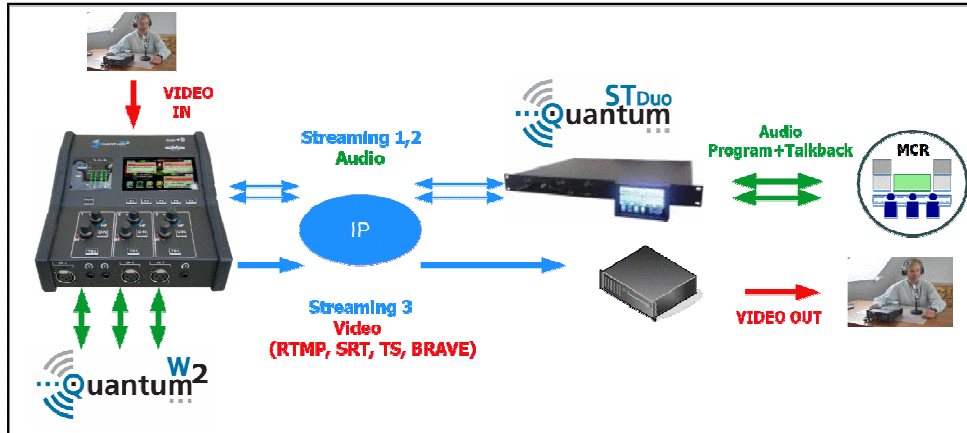 VIDEO
IN
ST Duo
Quantum
Streaming 1,2
Audio
Audio
Program+Talkback
MCR
IP
Streaming 3
Video
(RTMP, SRT, TS, BRAVE)
VIDEO OUT
W2
Quantum